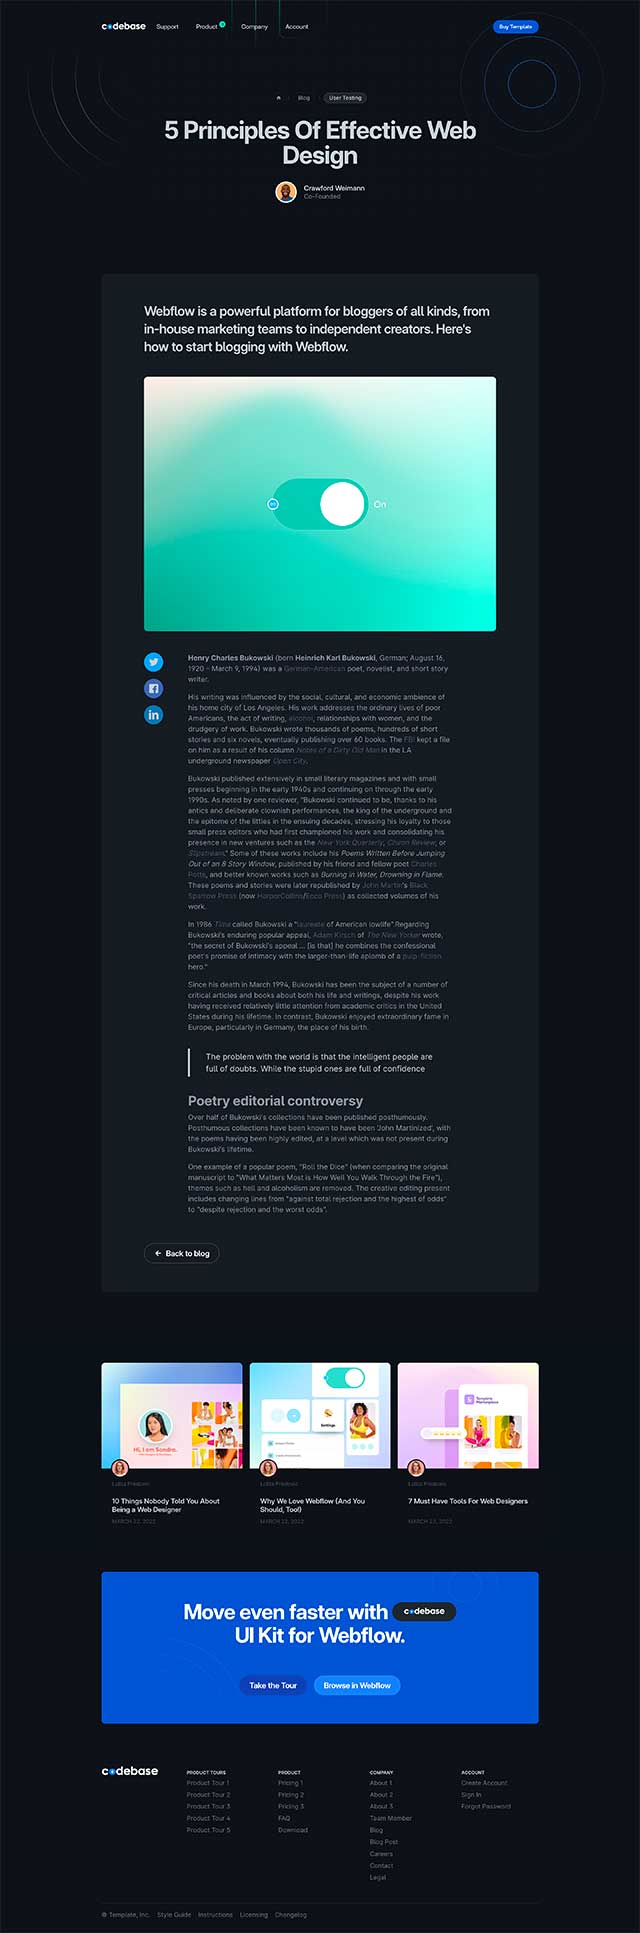 codebase Support Product Company Account Buy Template
Blog User Testing
5 Principles Of Effective Web
Design
Crawford Weimann
Co-Founded
Webflow is a powerful platform for bloggers of all kinds, from
in-house marketing teams to independent creators. Here's
how to start blogging with Webflow.
On
Henry Charles Bukowski (born Heinrich Karl Bukowski, German; August 16,
1920 – March 9, 1994) was a German-American poet, novelist, and short story
writer.
His writing was influenced by the social, cultural, and economic ambience of
his home city of Los Angeles. His work addresses the ordinary lives of poor
Americans, the act of writing, alcohol, relationships with women, and the
drudgery of work. Bukowski wrote thousands of poems, hundreds of short
stories and six novels, eventually publishing over 60 books. The FBI kept a file
on him as a result of his column Notes of a Dirty Old Man in the LA
underground newspaper Open City.
Bukowski published extensively in small literary magazines and with small
presses beginning in the early 1940s and continuing on through the early
1990s. As noted by one reviewer, "Bukowski continued to be, thanks to his
antics and deliberate clownish performances, the king of the underground and
the epitome of the littles in the ensuing decades, stressing his loyalty to those
small press editors who had first championed his work and consolidating his
presence in new ventures such as the New York Quarterly, Chiron Review, or
Slipstream." Some of these works include his Poems Written Before Jumping
Out of an 8 Story Window, published by his friend and fellow poet Charles
Potts, and better known works such as Burning in Water, Drowning in Flame.
These poems and stories were later republished by John Martin's Black
Sparrow Press (now HarperCollins/Ecco Press) as collected volumes of his
work.
In 1986 Time called Bukowski a "laureate of American lowlife". Regarding
Bukowski's enduring popular appeal, Adam Kirsch of The New Yorker wrote,
"the secret of Bukowski's appeal ... [is that] he combines the confessional
poet's promise of intimacy with the larger-than-life aplomb of a pulp-fiction
hero."
Since his death in March 1994, Bukowski has been the subject of a number of
critical articles and books about both his life and writings, despite his work
having received relatively little attention from academic critics in the United
States during his lifetime. In contrast, Bukowski enjoyed extraordinary fame in
Europe, particularly in Germany, the place of his birth.
The problem with the world is that the intelligent people are
full of doubts. While the stupid ones are full of confidence
Poetry editorial controversy
Over half of Bukowski's collections have been published posthumously.
Posthumous collections have been known to have been 'John Martinized', with
the poems having been highly edited, at a level which was not present during
Bukowski's lifetime.
One example of a popular poem, "Roll the Dice" (when comparing the original
manuscript to "What Matters Most is How Well You Walk Through the Fire"),
themes such as hell and alcoholism are removed. The creative editing present
includes changing lines from "against total rejection and the highest of odds"
to "despite rejection and the worst odds".
← Back to blog
Hi, I am Sandra.
Settings
Template
Marketplace
10 Things Nobody Told You About
Being a Web Designer
MARCH 22, 2022
Why We Love Webflow (And You
Should, Too!)
MARCH 22, 2022
7 Must Have Tools For Web Designers
MARCH 22, 2022
Move even faster with codebase
UI Kit for Webflow.
Take the Tour Browse in Webflow
codebase
PRODUCT TOURS
Product Tour 1
Product Tour 2
Product Tour 3
Product Tour 4
Product Tour 5
PRODUCT
Pricing 1
Pricing 2
Pricing 3
FAQ
Download
COMPANY
About 1
About 2
About 3
Team Member
Blog
Blog Post
Careers
Contact
Legal
ACCOUNT
Create Account
Sign In
Forgot Password
© Template, Inc. Style Guide Instructions Licensing Changelog